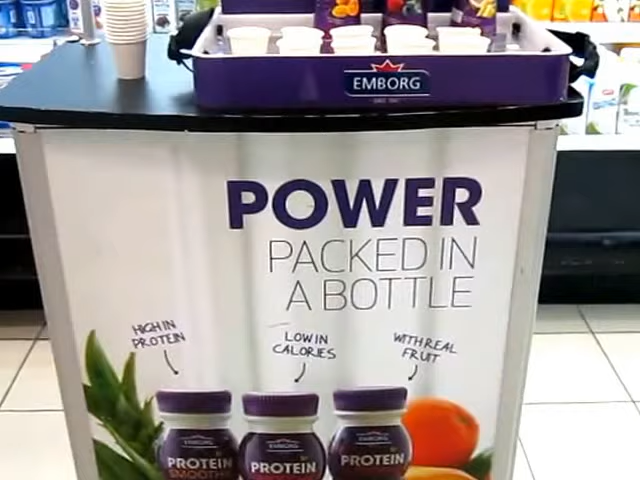 EMBORG
POWER
PACKED IN
A BOTTLE
HIGH IN
PROTEIN
LOW IN
CALORIES
WITH REAL
FRUIT
EMBORG
PROTEIN
SMOOTHIE
EMBORG
PROTEIN
EMBORG
PROTEIN